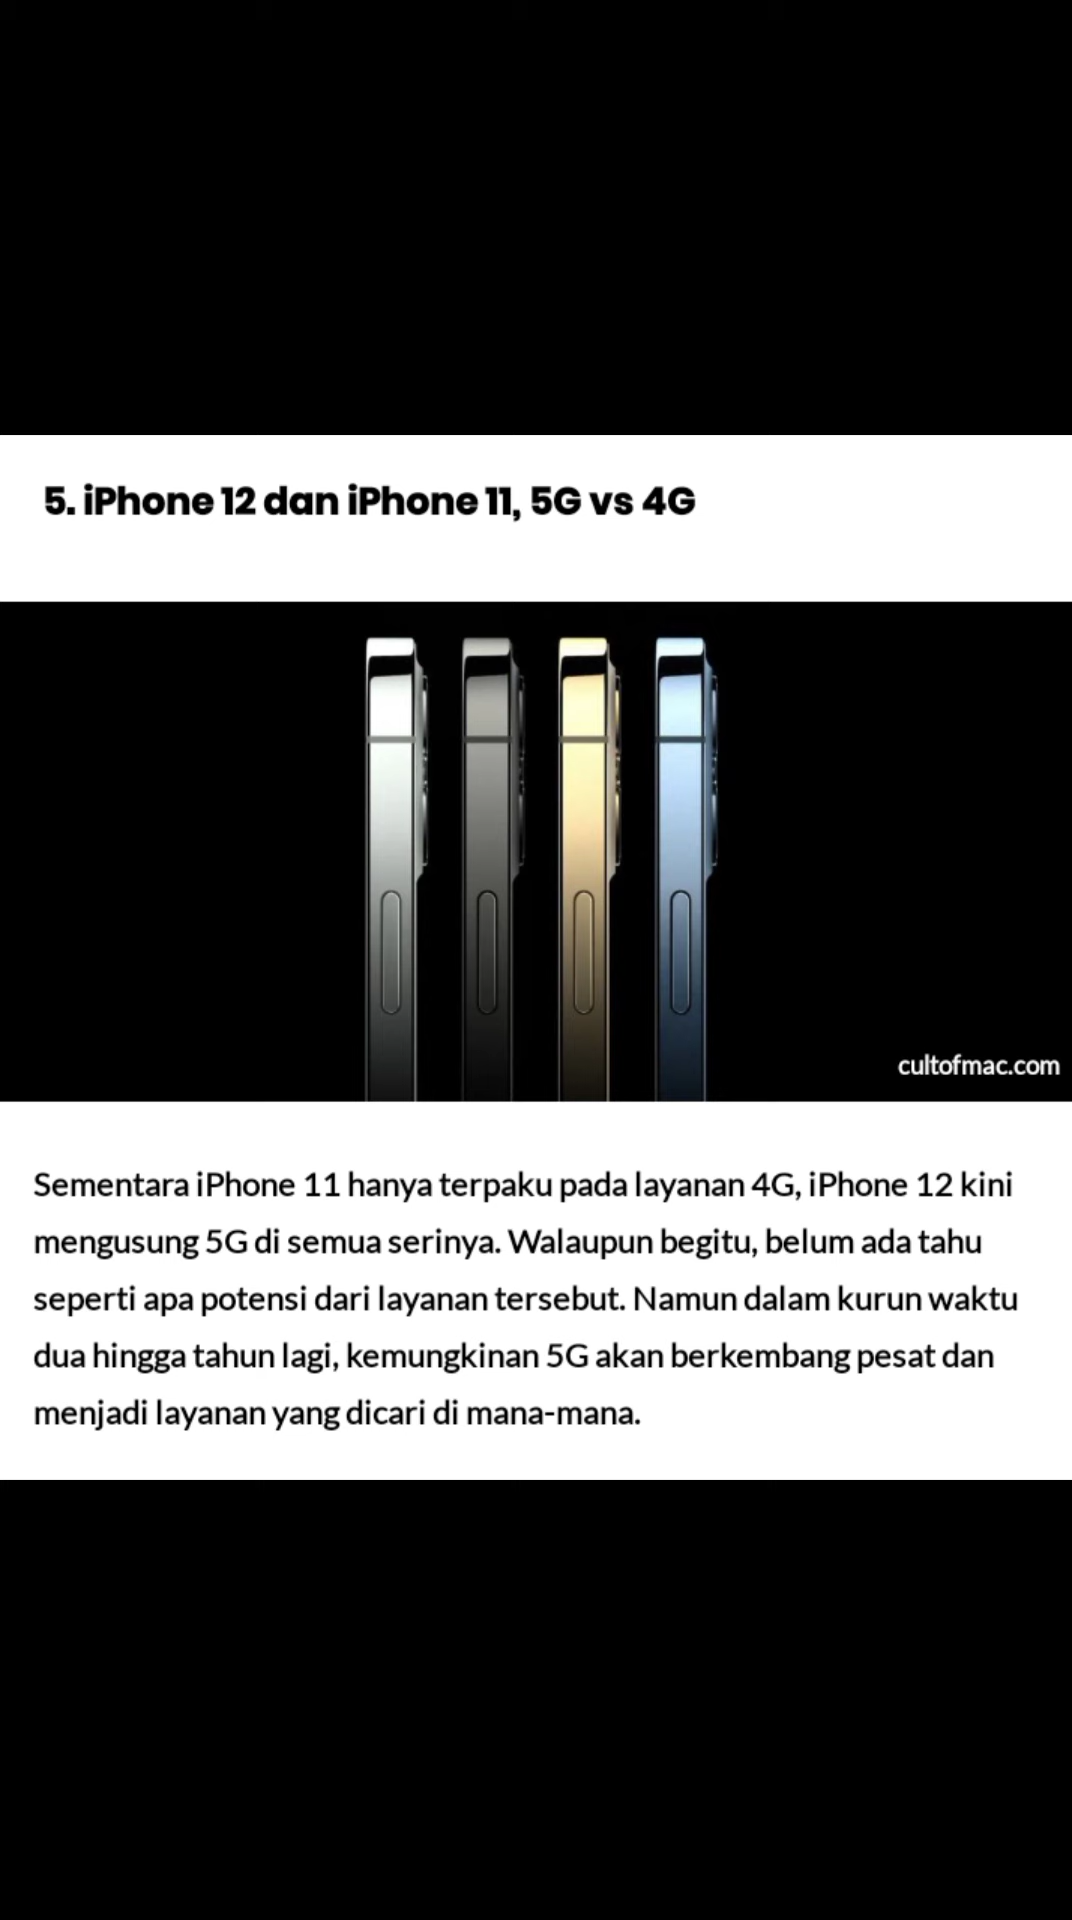 5. iPhone 12 dan iPhone 11, 5G vs 4G
cultofmac.com
Sementara iPhone 11 hanya terpaku pada layanan 4G, iPhone 12 kini
mengusung 5G di semua serinya. Walaupun begitu, belum ada tahu
seperti apa potensi dari layanan tersebut. Namun dalam kurun waktu
dua hingga tahun lagi, kemungkinan 5G akan berkembang pesat dan
menjadi layanan yang dicari di mana-mana.